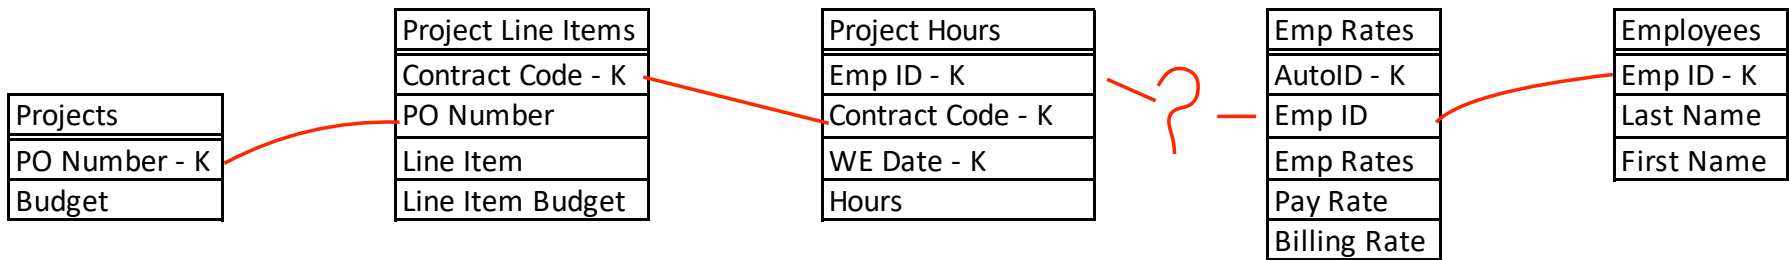 Projects
PO Number - K
Budget
Project Line Items
Contract Code - K
PO Number
Line Item
Line Item Budget
Project Hours
Emp ID - K
Contract Code - K
WE Date - K
Hours
?
Emp Rates
AutoID - K
Emp ID
Emp Rates
Pay Rate
Billing Rate
Employees
Emp ID - K
Last Name
First Name